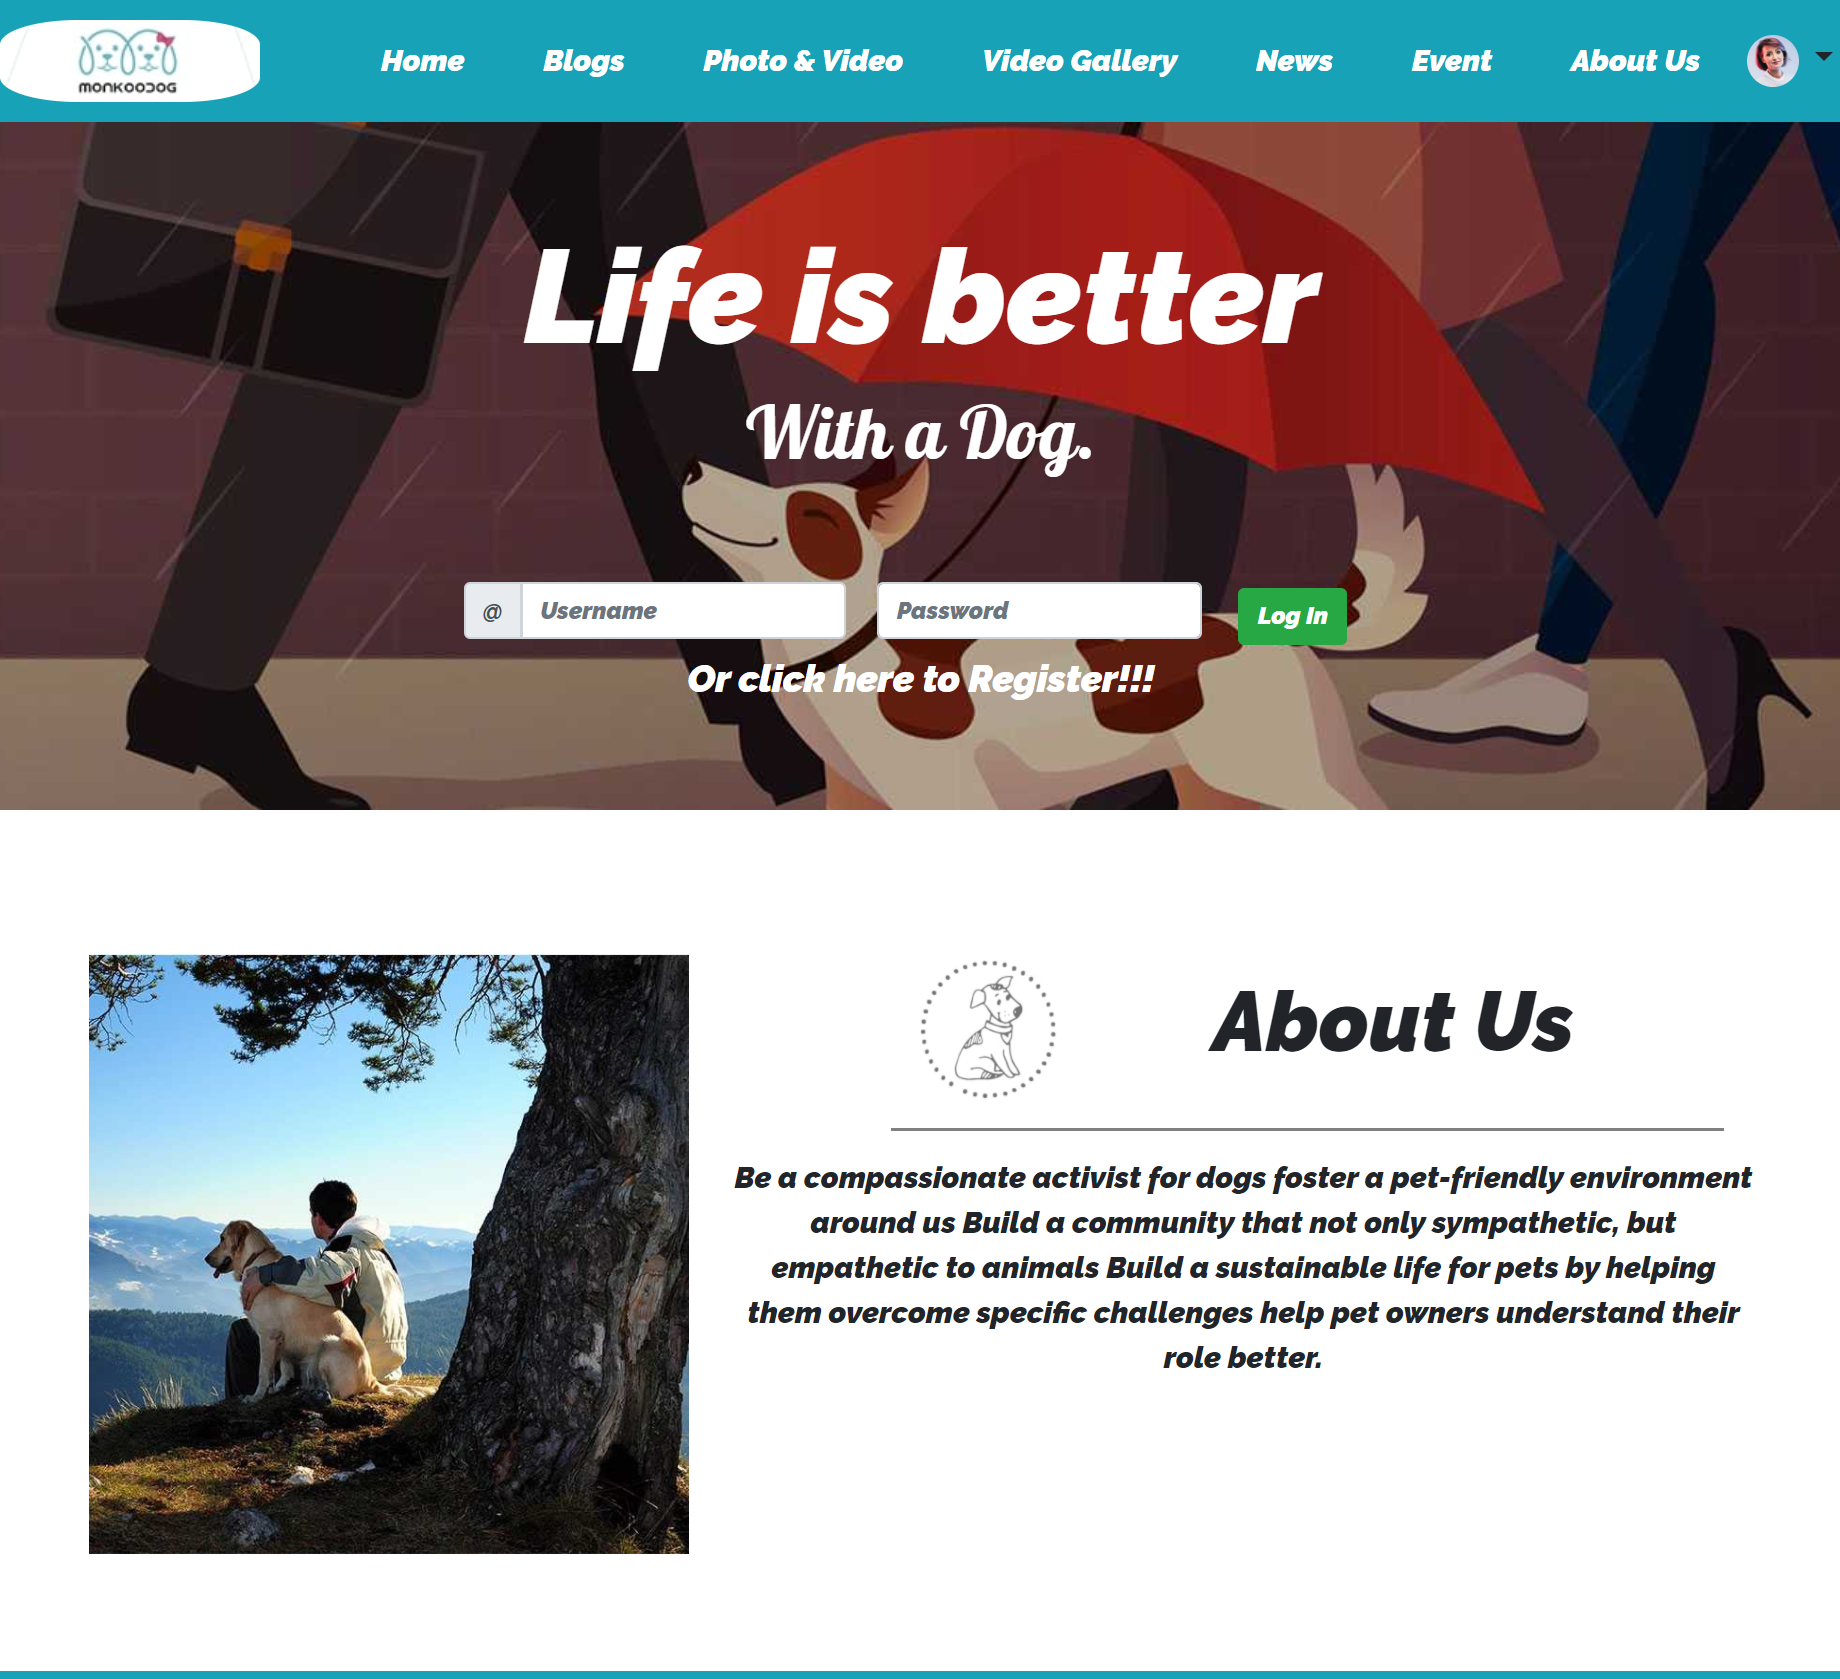 MONKOODOG
Home Blogs Photo & Video Video Gallery News Event About Us
Life is better
With a Dog.
@ Username Password Log In
Or click here to Register!!!
About Us
Be a compassionate activist for dogs foster a pet-friendly environment
around us Build a community that not only sympathetic, but
empathetic to animals Build a sustainable life for pets by helping
them overcome specific challenges help pet owners understand their
role better.